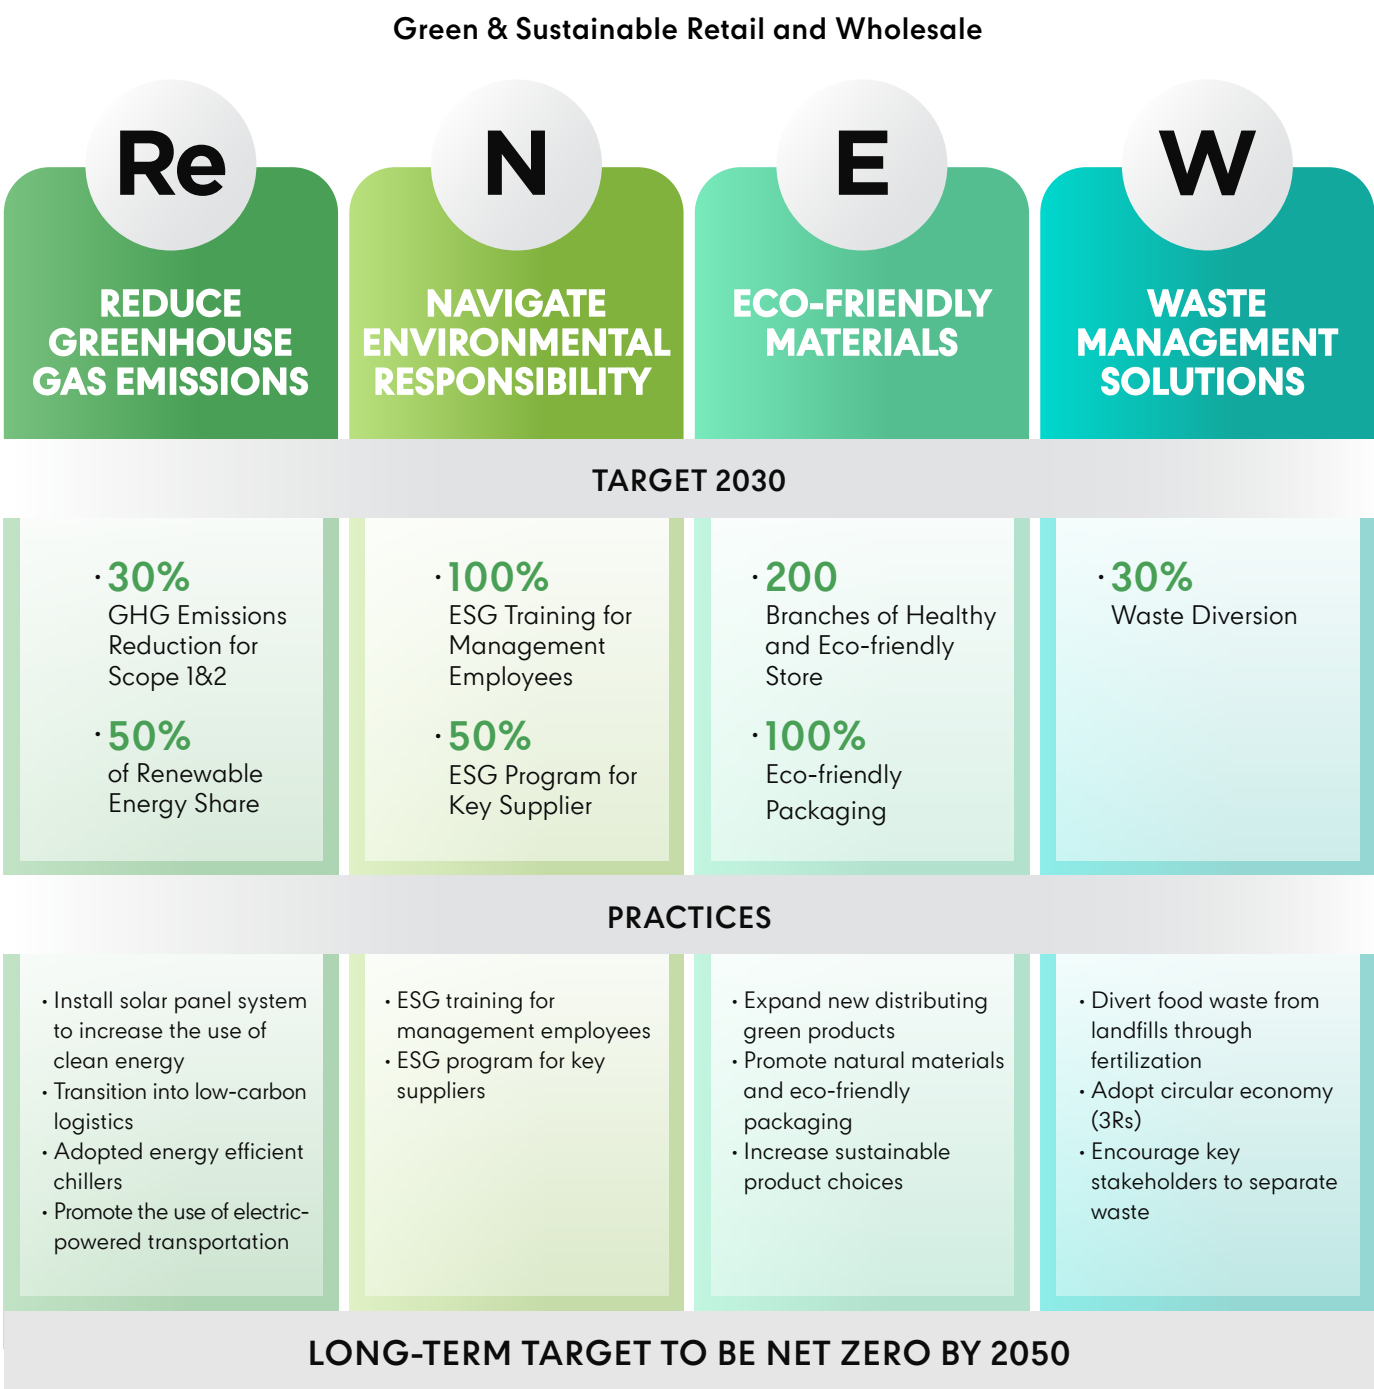 Green & Sustainable Retail and Wholesale
Re
REDUCE
GREENHOUSE
GAS EMISSIONS
N
NAVIGATE
ENVIRONMENTAL
RESPONSIBILITY
E
ECO-FRIENDLY
MATERIALS
W
WASTE
MANAGEMENT
SOLUTIONS
TARGET 2030
· 30%
GHG Emissions
Reduction for
Scope 1&2
· 50%
of Renewable
Energy Share
· 100%
ESG Training for
Management
Employees
· 50%
ESG Program for
Key Supplier
· 200
Branches of Healthy
and Eco-friendly
Store
· 100%
Eco-friendly
Packaging
· 30%
Waste Diversion
PRACTICES
· Install solar panel system
to increase the use of
clean energy
· Transition into low-carbon
logistics
· Adopted energy efficient
chillers
· Promote the use of electric-
powered transportation
· ESG training for
management employees
· ESG program for key
suppliers
· Expand new distributing
green products
· Promote natural materials
and eco-friendly
packaging
· Increase sustainable
product choices
· Divert food waste from
landfills through
fertilization
· Adopt circular economy
(3Rs)
· Encourage key
stakeholders to separate
waste
LONG-TERM TARGET TO BE NET ZERO BY 2050